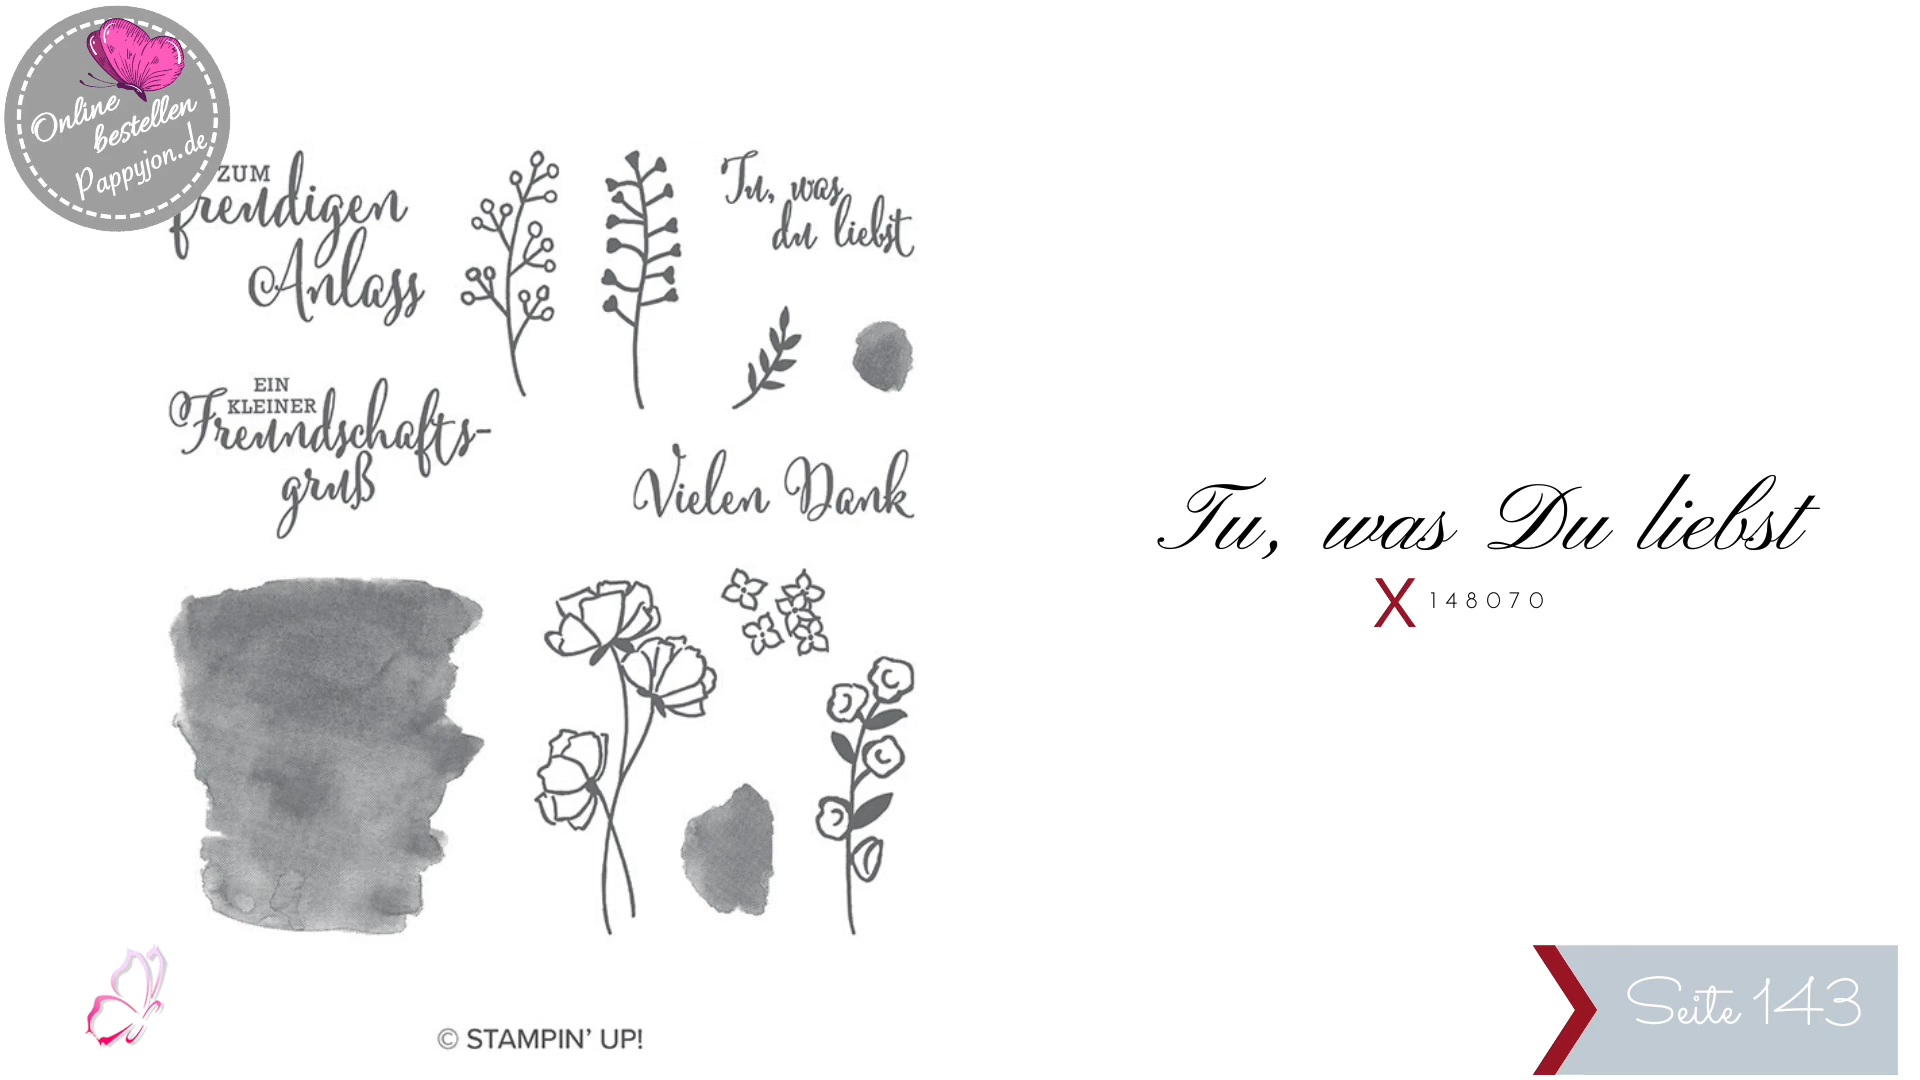 Online
bestellen
Pappyjon.de
ZUM
freudigen
Anlass
Tu, was
du liebst
EIN
KLEINER
Freundschafts-
gruß
Vielen Dank
Tu, was Du liebst
X 148070
© STAMPIN’ UP!
Seite 143